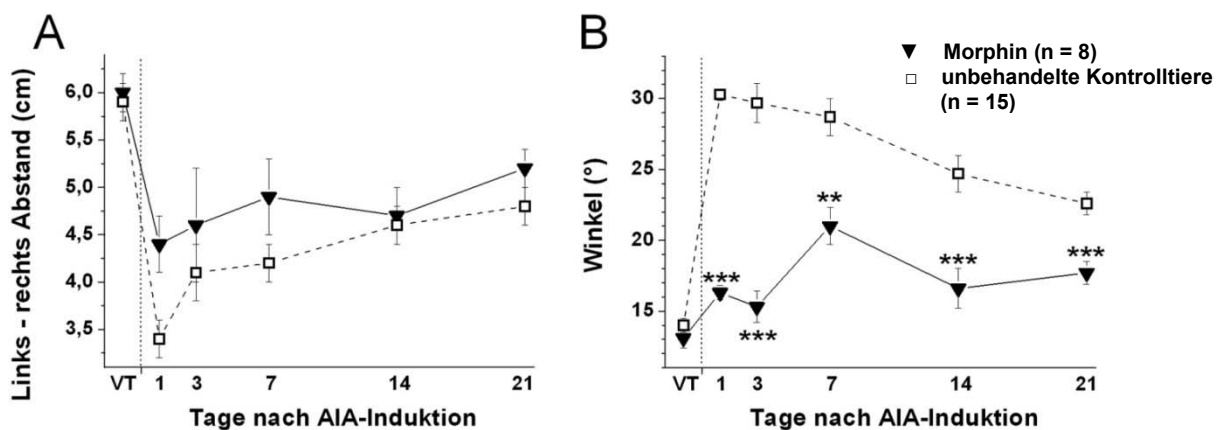 A
Links - rechts Abstand (cm)
6,0
5,5
5,0
4,5
4,0
3,5
VT 1 3 7 14 21
Tage nach AIA-Induktion
B
Morphin (n = 8)
unbehandelte Kontrolltiere
(n = 15)
Winkel (°)
30
25
20
15
***
***
**
***
***
VT 1 3 7 14 21
Tage nach AIA-Induktion